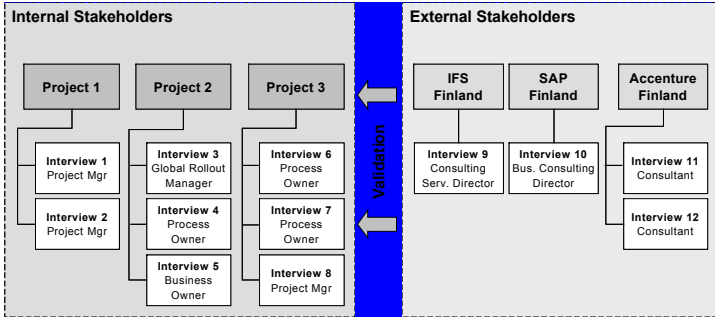 Internal Stakeholders
External Stakeholders
Project 1
Project 2
Project 3
IFS
Finland
SAP
Finland
Accenture
Finland
Interview 1
Project Mgr
Interview 2
Project Mgr
Interview 3
Global Rollout
Manager
Interview 4
Process
Owner
Interview 5
Business
Owner
Interview 6
Process
Owner
Interview 7
Process
Owner
Interview 8
Project Mgr
Validation
Interview 9
Consulting
Serv. Director
Interview 10
Bus. Consulting
Director
Interview 11
Consultant
Interview 12
Consultant